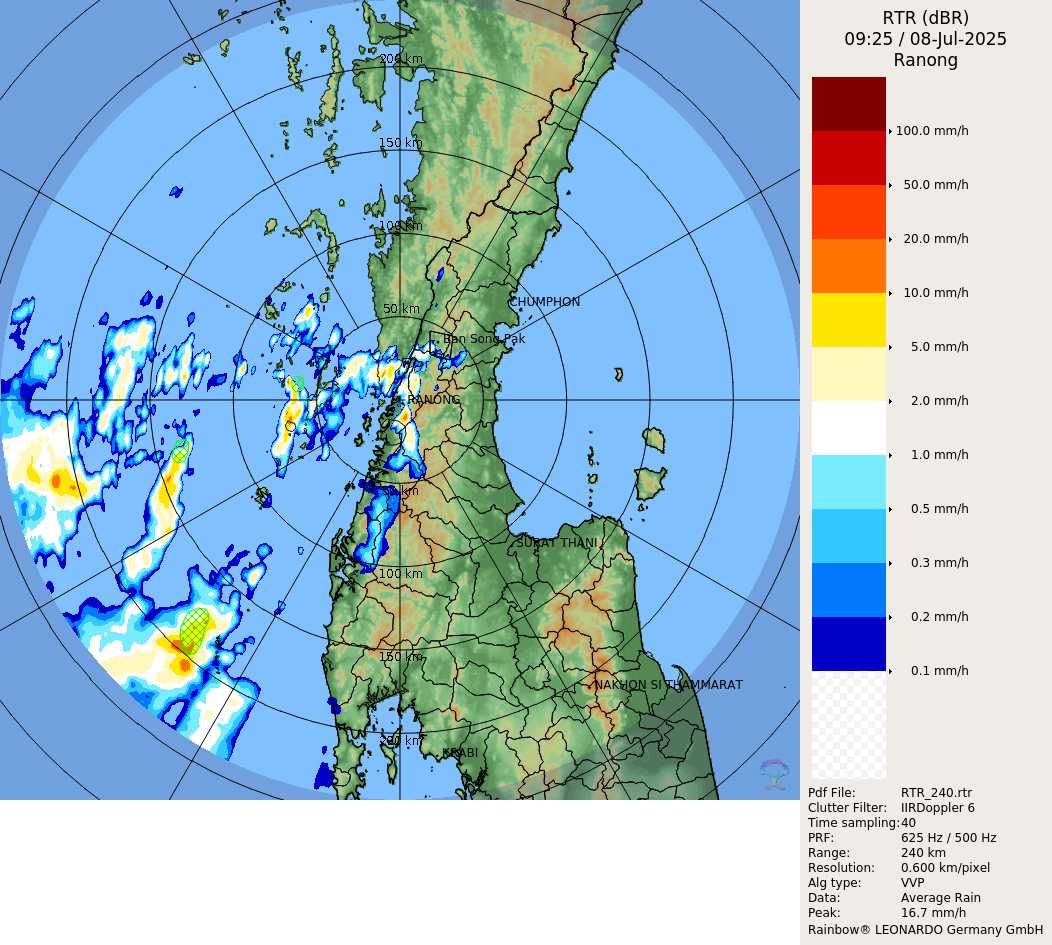 RTR (dBR)
09:25 / 08-Jul-2025
Ranong
100.0 mm/h
50.0 mm/h
20.0 mm/h
10.0 mm/h
5.0 mm/h
2.0 mm/h
1.0 mm/h
0.5 mm/h
0.3 mm/h
0.2 mm/h
0.1 mm/h
Pdf File: RTR_240.rtr
Clutter Filter: IIRDoppler 6
Time sampling: 40
PRF: 625 Hz / 500 Hz
Range: 240 km
Resolution: 0.600 km/pixel
Alg type: VVP
Data: Average Rain
Peak: 16.7 mm/h
Rainbow® LEONARDO Germany GmbH
200 km
150 km
100 km
50 km
CHUMPHON
Ban Song Pak
RANONG
50 km
SURAT THANI
100 km
150 km
NAKHON SI THAMMARAT
200 km
KRABI